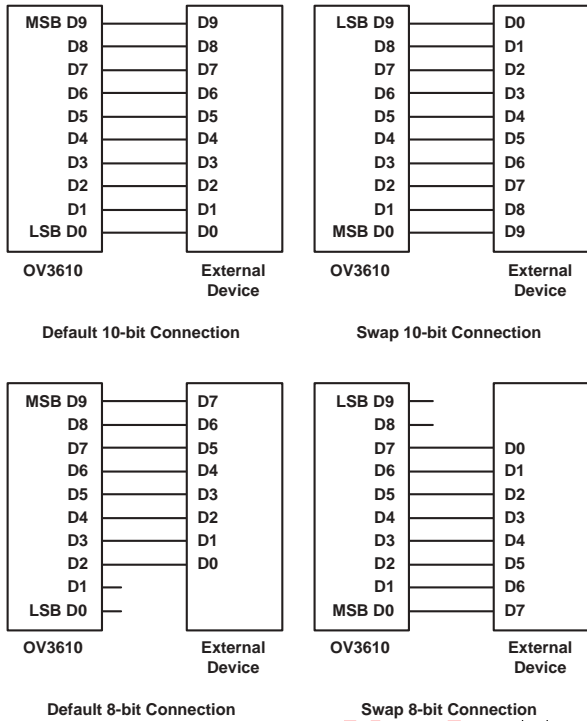 MSB D9 D9
D8 D8
D7 D7
D6 D6
D5 D5
D4 D4
D3 D3
D2 D2
D1 D1
LSB D0 D0
OV3610 External
Device
Default 10-bit Connection
LSB D9 D0
D8 D1
D7 D2
D6 D3
D5 D4
D4 D5
D3 D6
D2 D7
D1 D8
MSB D0 D9
OV3610 External
Device
Swap 10-bit Connection
MSB D9 D7
D8 D6
D7 D5
D6 D4
D5 D3
D4 D2
D3 D1
D2 D0
D1
LSB D0
OV3610 External
Device
Default 8-bit Connection
LSB D9
D8
D7 D0
D6 D1
D5 D2
D4 D3
D3 D4
D2 D5
D1 D6
MSB D0 D7
OV3610 External
Device
Swap 8-bit Connection